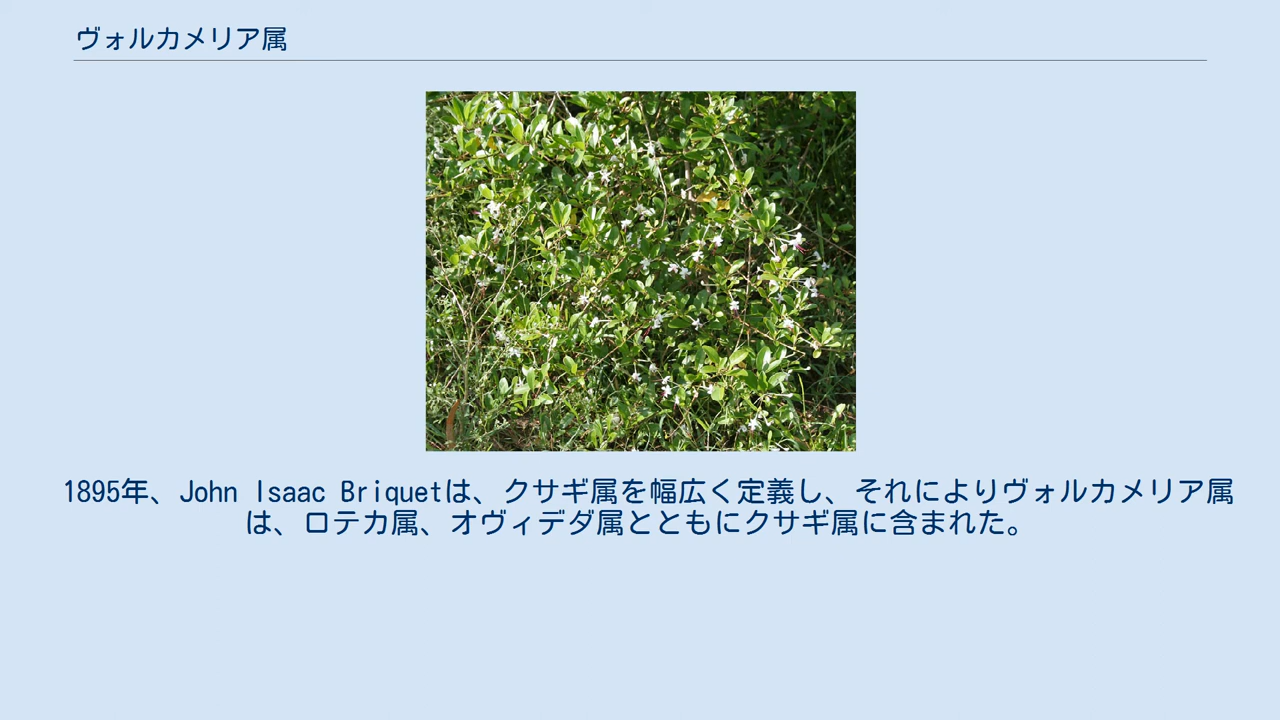 ヴォルカメリア属
1895年、John Isaac Briquetは、クサギ属を幅広く定義し、それによりヴォルカメリア属
は、ロテカ属、オヴィデダ属とともにクサギ属に含まれた。